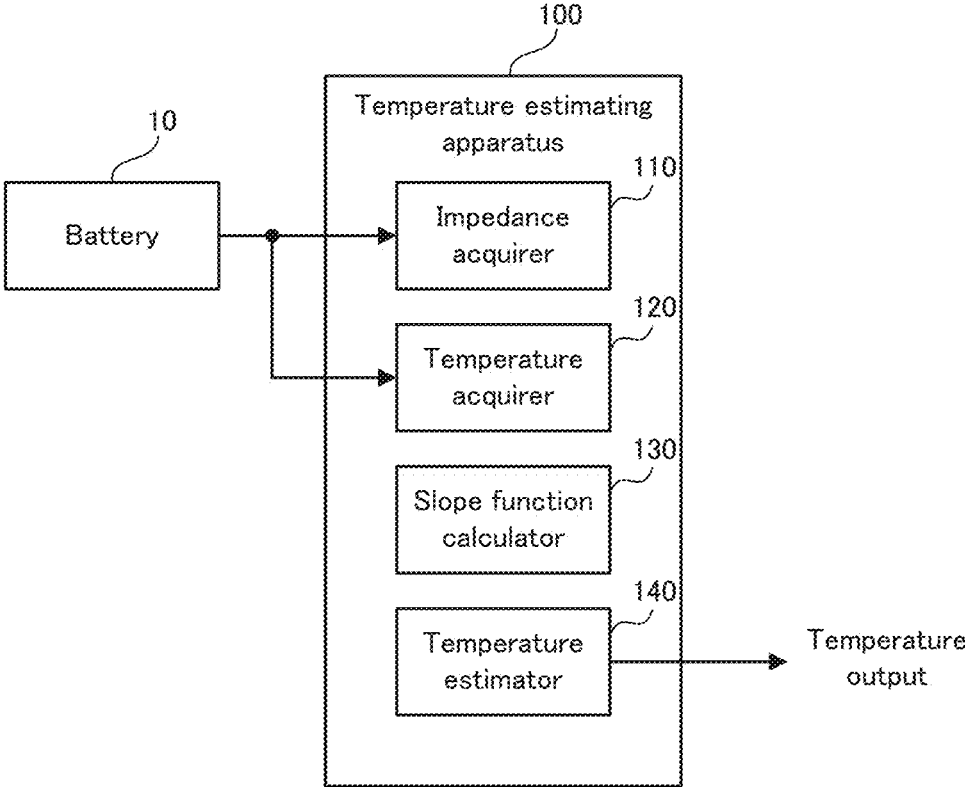 100
Temperature estimating
apparatus
10
Battery
110
Impedance
acquirer
120
Temperature
acquirer
130
Slope function
calculator
140
Temperature
estimator
Temperature
output